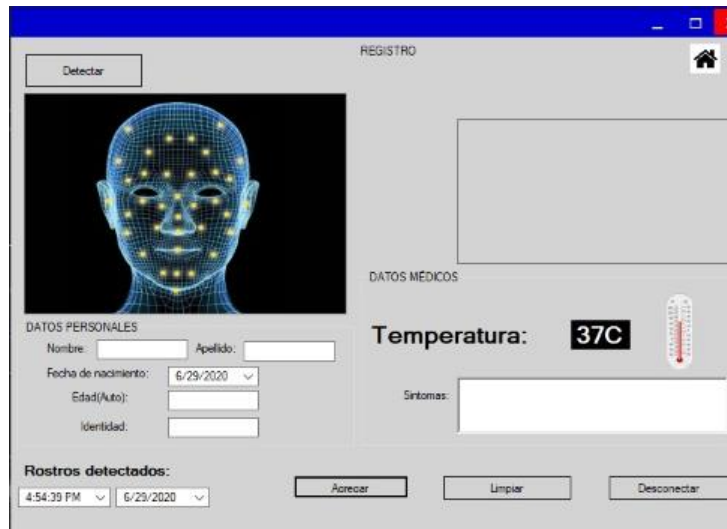 REGISTRO
Detectar
DATOS MÉDICOS
DATOS PERSONALES
Nombre:
Apellido:
Temperatura: 37C
Fecha de nacimiento: 6/29/2020
Edad(Auto):
Sintomas:
Identidad:
Rostros detectados:
4:54:39 PM 6/29/2020
Agregar Limpiar Desconectar